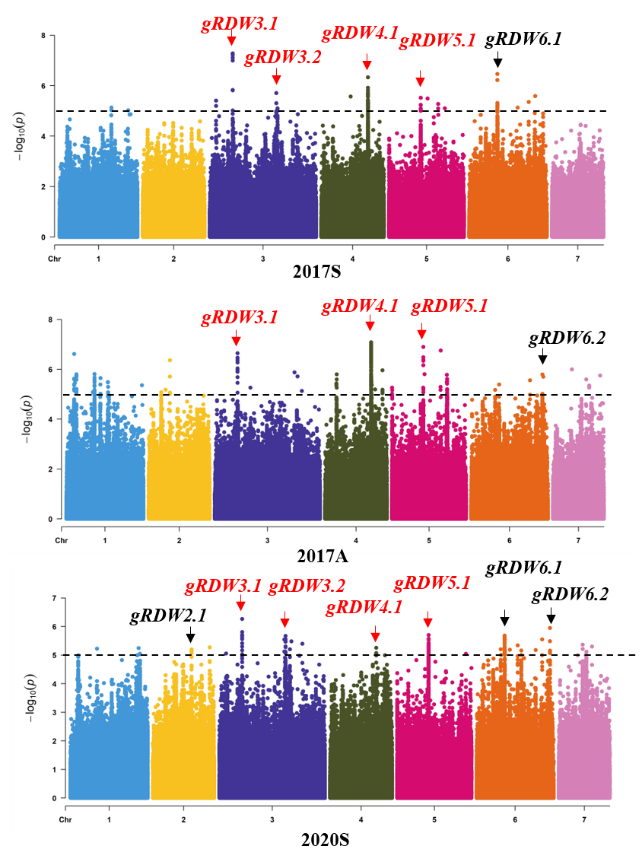 gRDW3.1
gRDW3.2
gRDW4.1
gRDW5.1
gRDW6.1
−log10(p)
8
6
4
2
0
Chr 1 2 3 4 5 6 7
2017S
gRDW3.1
gRDW4.1
gRDW5.1
gRDW6.2
−log10(p)
8
6
4
2
0
Chr 1 2 3 4 5 6 7
2017A
gRDW2.1
gRDW3.1
gRDW3.2
gRDW4.1
gRDW5.1
gRDW6.1
gRDW6.2
−log10(p)
7
6
5
4
3
2
1
0
Chr 1 2 3 4 5 6 7
2020S